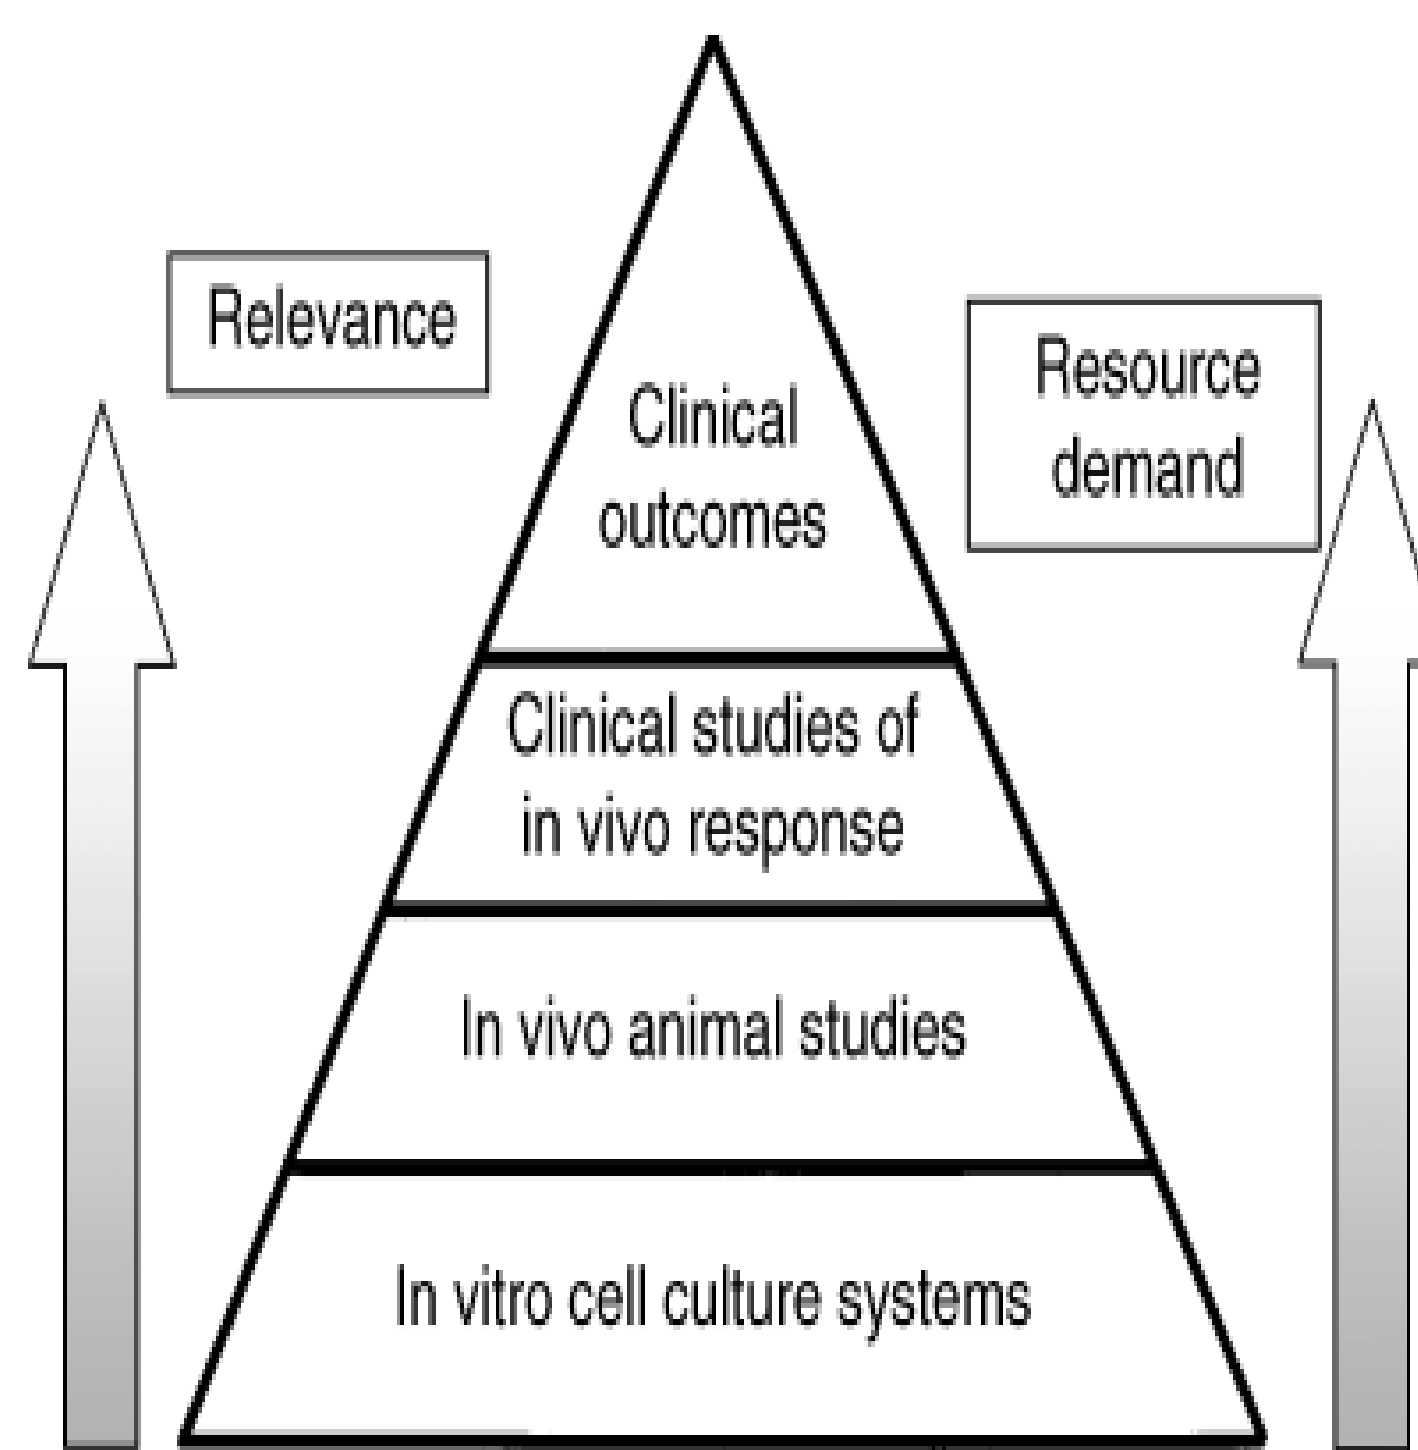 Relevance
Resource
demand
Clinical
outcomes
Clinical studies of
in vivo response
In vivo animal studies
In vitro cell culture systems